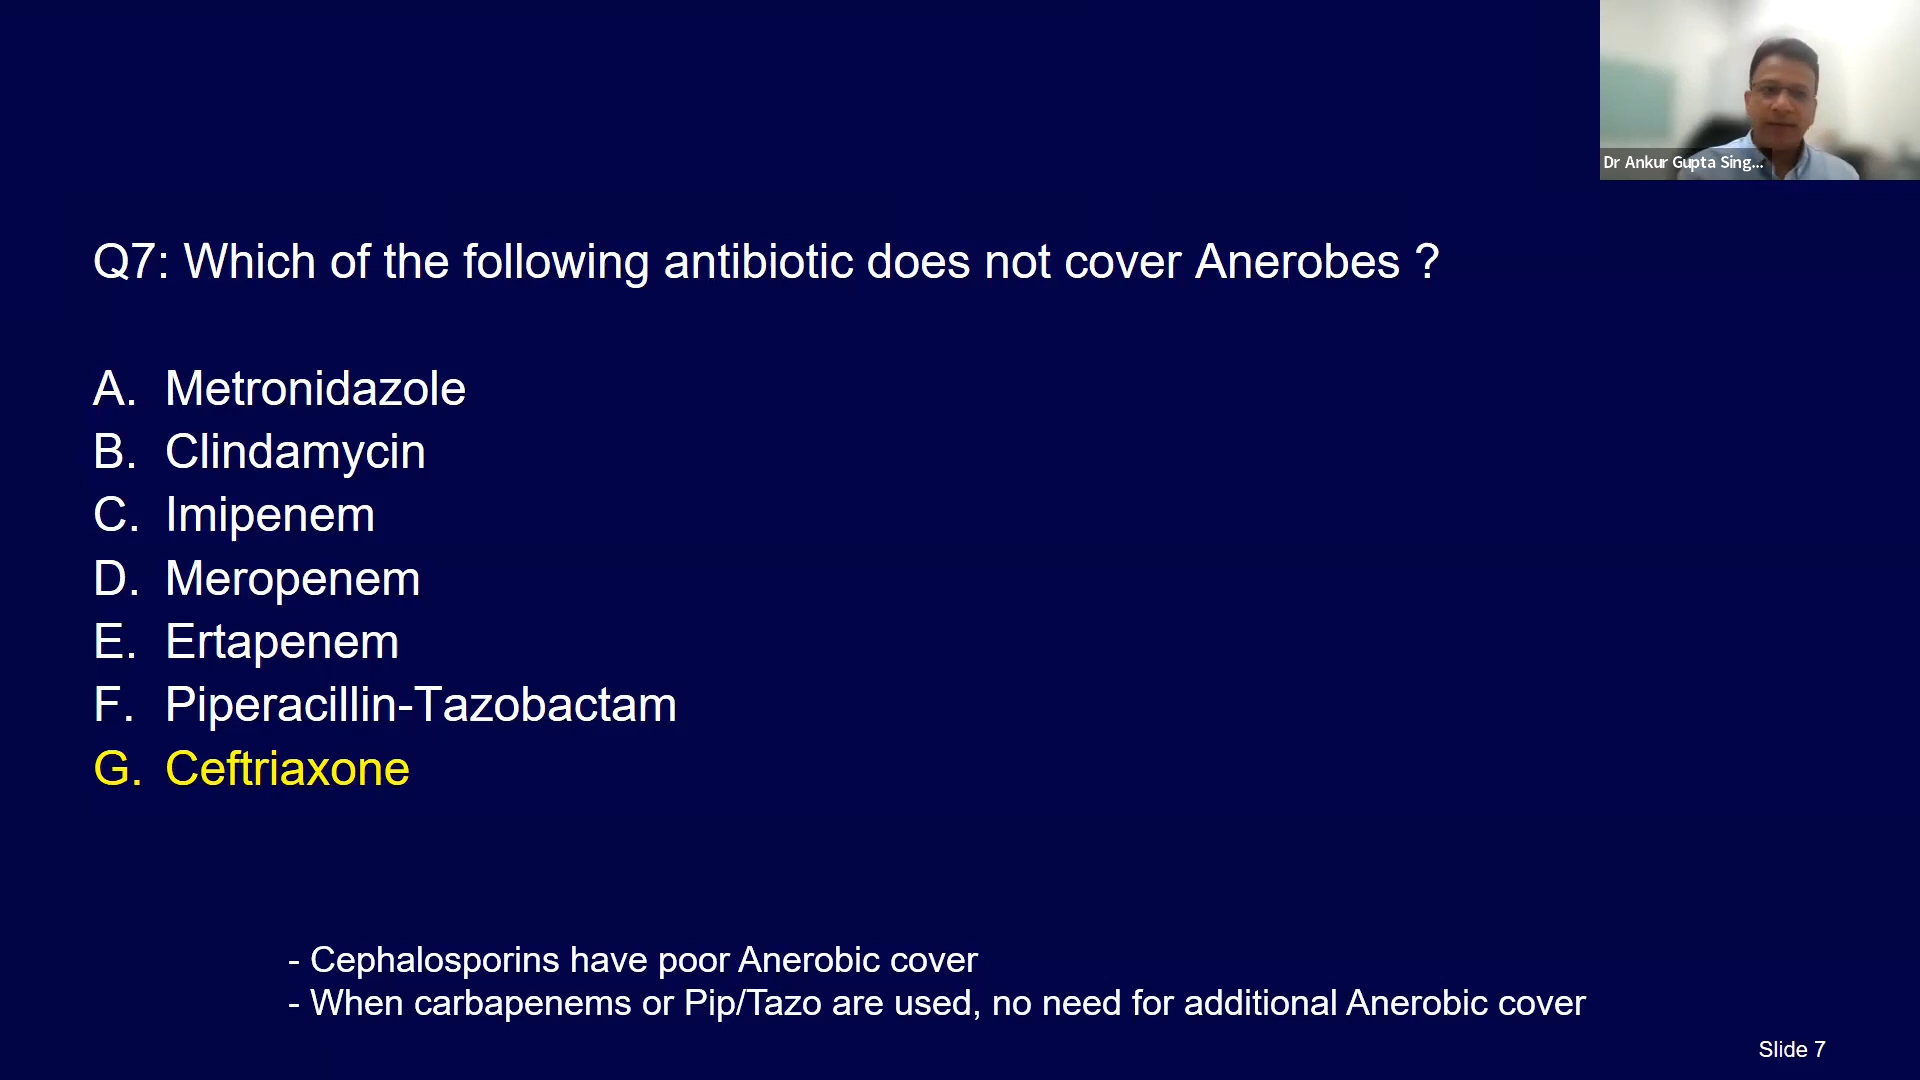 Dr Ankur Gupta Sing...
Q7: Which of the following antibiotic does not cover Anerobes ?
A. Metronidazole
B. Clindamycin
C. Imipenem
D. Meropenem
E. Ertapenem
F. Piperacillin-Tazobactam
G. Ceftriaxone
- Cephalosporins have poor Anerobic cover
- When carbapenems or Pip/Tazo are used, no need for additional Anerobic cover
Slide 7